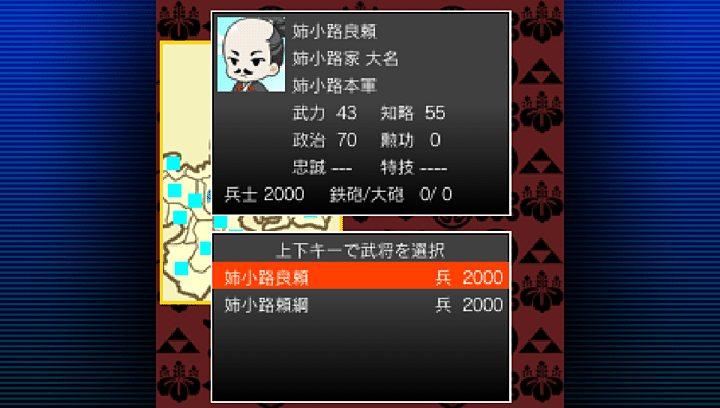 姉小路良頼
姉小路家 大名
姉小路本軍
武力 43 知略 55
政治 70 勲功 0
忠誠 --- 特技 ----
兵士 2000 鉄砲/大砲 0/ 0
上下キーで武将を選択
姉小路良頼 兵 2000
姉小路頼綱 兵 2000